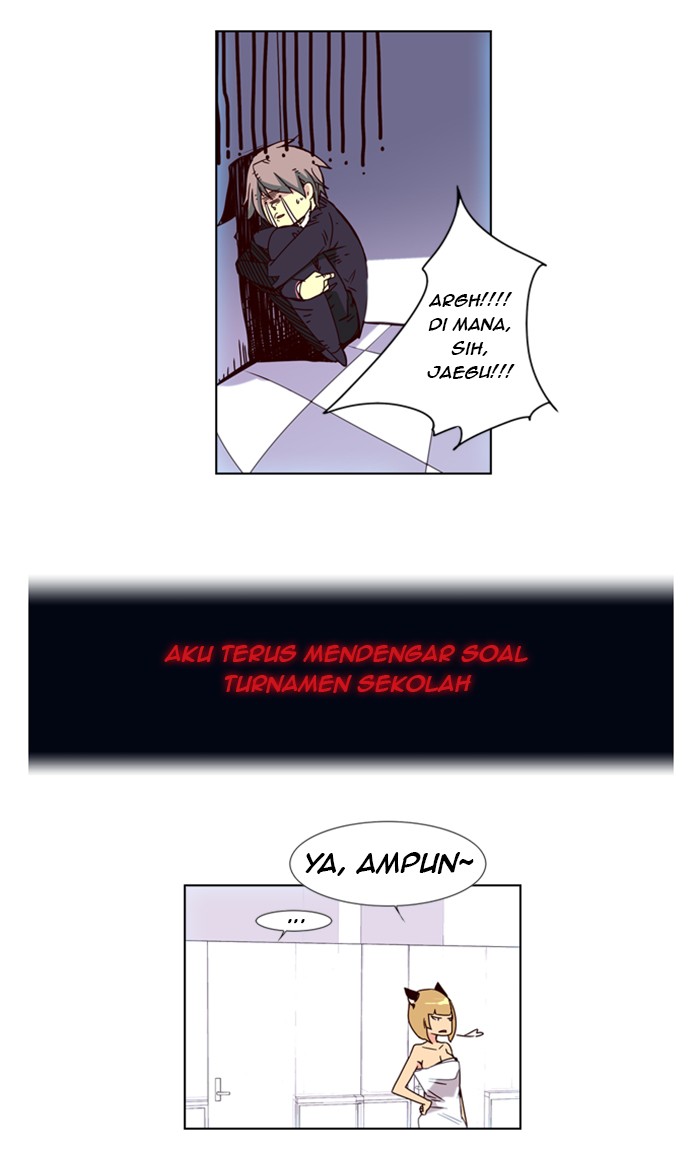 ARGH!!!!
DI MANA,
SIH,
JAEGU!!!
AKU TERUS MENDENGAR SOAL
TURNAMEN SEKOLAH
YA, AMPUN~
...